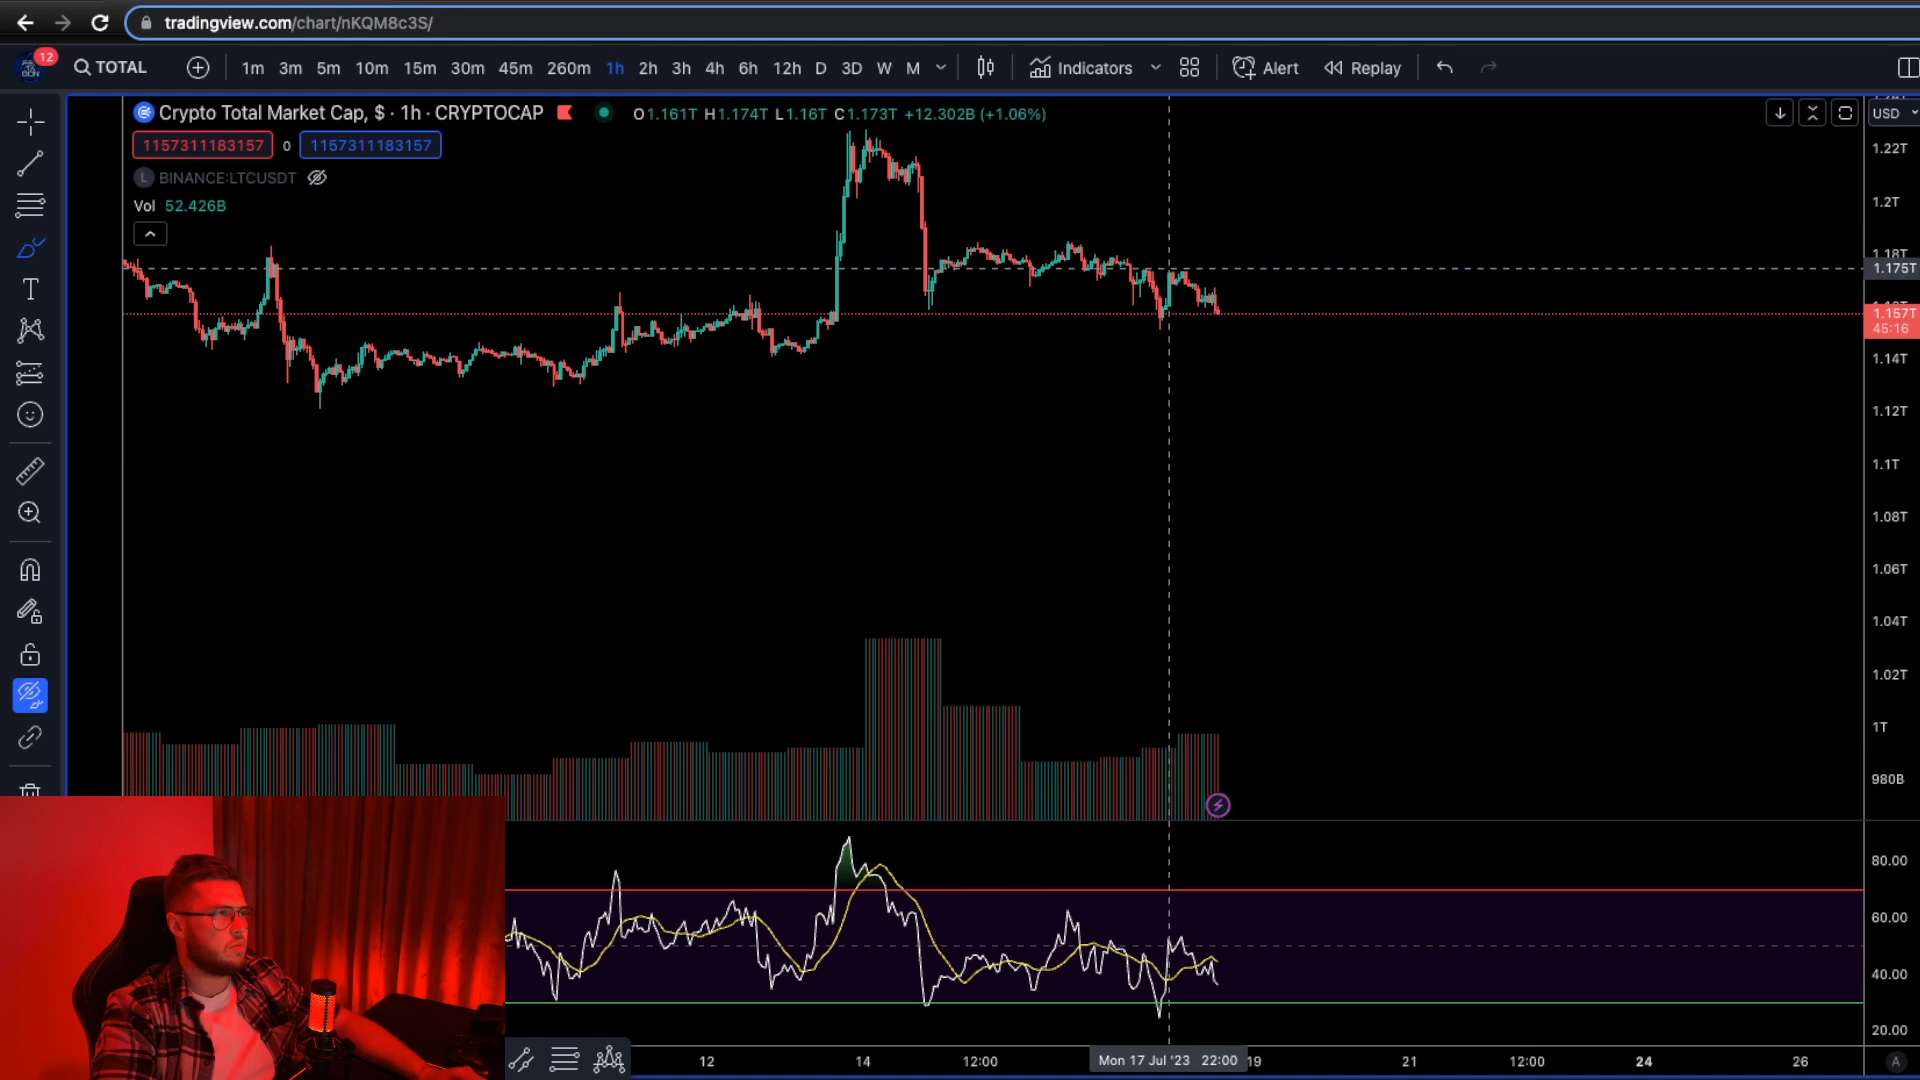 tradingview.com/chart/nKQM8c3S/
12
TOTAL
1m 3m 5m 10m 15m 30m 45m 260m 1h 2h 3h 4h 6h 12h D 3D W M
Indicators
Alert
Replay
Crypto Total Market Cap, $ · 1h · CRYPTOCAP
O1.161T H1.174T L1.16T C1.173T +12.302B (+1.06%)
USD
1157311183157 0 1157311183157
L BINANCE:LTCUSDT
Vol 52.426B
1.22T
1.2T
1.18T
1.175T
1.157T
45:16
1.14T
1.12T
1.1T
1.08T
1.06T
1.04T
1.02T
1T
980B
80.00
60.00
40.00
20.00
12 14 12:00 Mon 17 Jul '23 22:00 19 21 12:00 24 26
A